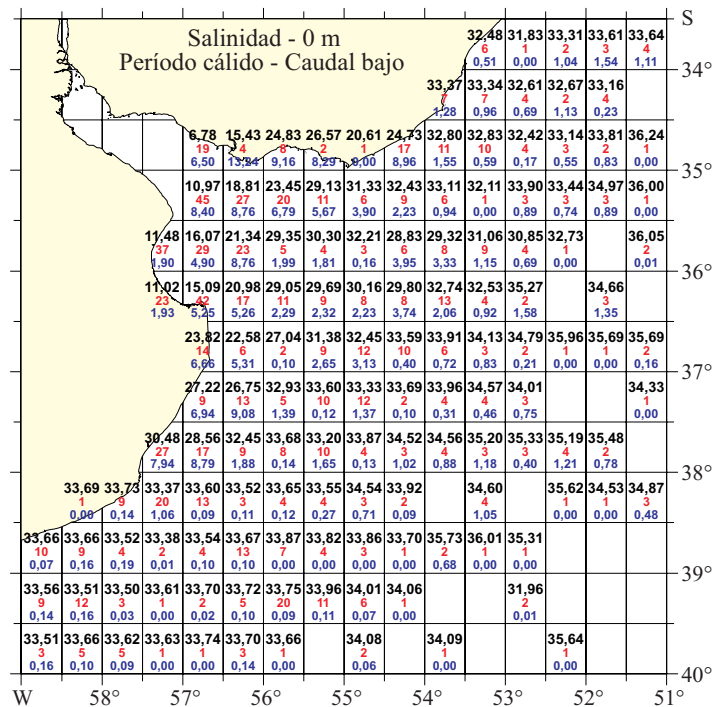 S
Salinidad - 0 m
Período cálido - Caudal bajo
32,48 31,83 33,31 33,61 33,64
6 1 2 3 4
0,51 0,00 1,04 1,54 1,11
34°
33,37 33,34 32,61 32,67 33,16
7 7 4 2 4
1,28 0,96 0,69 1,13 0,23
6,78 15,43 24,83 26,57 20,61 24,73 32,80 32,83 32,42 33,14 33,81 36,24
19 4 8 2 1 17 11 10 4 3 2 1
6,50 13,24 9,16 8,29 0,00 8,96 1,55 0,59 0,17 0,55 0,83 0,00
35°
10,97 18,81 23,45 29,13 31,33 32,43 33,11 32,11 33,90 33,44 34,97 36,00
45 27 20 11 6 9 6 1 3 3 3 1
8,40 8,76 6,79 5,67 3,90 2,23 0,94 0,00 0,89 0,74 0,89 0,00
11,48 16,07 21,34 29,35 30,30 32,21 28,83 29,32 31,06 30,85 32,73 36,05
37 29 23 5 4 3 6 8 9 4 1 2
1,90 4,90 8,76 1,99 1,81 0,16 3,95 3,33 1,15 0,69 0,00 0,01
36°
11,02 15,09 20,98 29,05 29,69 30,16 29,80 32,74 32,53 35,27 34,66
23 42 17 11 9 8 8 13 4 2 3
1,93 5,25 5,26 2,29 2,32 2,23 3,74 2,06 0,92 1,58 1,35
23,82 22,58 27,04 31,38 32,45 33,59 33,91 34,13 34,79 35,96 35,69 35,69
14 6 2 9 12 10 6 3 2 1 1 2
6,66 5,31 0,10 2,65 3,13 0,40 0,72 0,83 0,21 0,00 0,00 0,16
37°
27,22 26,75 32,93 33,60 33,33 33,69 33,96 34,57 34,01 34,33
9 13 5 10 12 2 4 4 3 1
6,94 9,08 1,39 0,12 1,37 0,10 0,31 0,46 0,75 0,00
30,48 28,56 32,45 33,68 33,20 33,87 34,52 34,56 35,20 35,33 35,19 35,48
27 17 9 8 10 4 3 4 3 3 4 2
7,94 8,79 1,88 0,14 1,65 0,13 1,02 0,88 1,18 0,40 1,21 0,78
38°
33,69 33,73 33,37 33,60 33,52 33,65 33,55 34,54 33,92 34,60 35,62 34,53 34,87
1 9 20 13 3 4 4 3 2 4 1 1 3
0,00 0,14 1,06 0,09 0,11 0,12 0,27 0,71 0,09 1,05 0,00 0,00 0,48
33,66 33,66 33,52 33,38 33,54 33,67 33,87 33,82 33,86 33,70 35,73 36,01 35,31
10 9 4 2 4 13 7 4 3 1 2 1 1
0,07 0,16 0,19 0,01 0,10 0,10 0,00 0,00 0,00 0,00 0,68 0,00 0,00
39°
33,56 33,51 33,50 33,61 33,70 33,72 33,75 33,96 34,01 34,06 31,96
9 12 3 1 2 5 20 11 6 1 2
0,14 0,16 0,03 0,00 0,02 0,10 0,09 0,11 0,07 0,00 0,01
33,51 33,66 33,62 33,63 33,74 33,70 33,66 34,08 34,09 35,64
3 5 5 1 1 3 1 2 1 1
0,16 0,10 0,09 0,00 0,00 0,14 0,00 0,06 0,00 0,00
40°
W 58° 57° 56° 55° 54° 53° 52° 51°